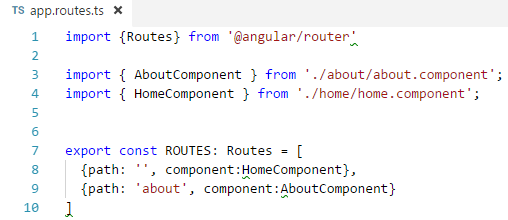 TS app.routes.ts ×
1 import {Routes} from '@angular/router'
2
3 import { AboutComponent } from './about/about.component';
4 import { HomeComponent } from './home/home.component';
5
6
7 export const ROUTES: Routes = [
8   {path: '', component:HomeComponent},
9   {path: 'about', component:AboutComponent}
10 ]